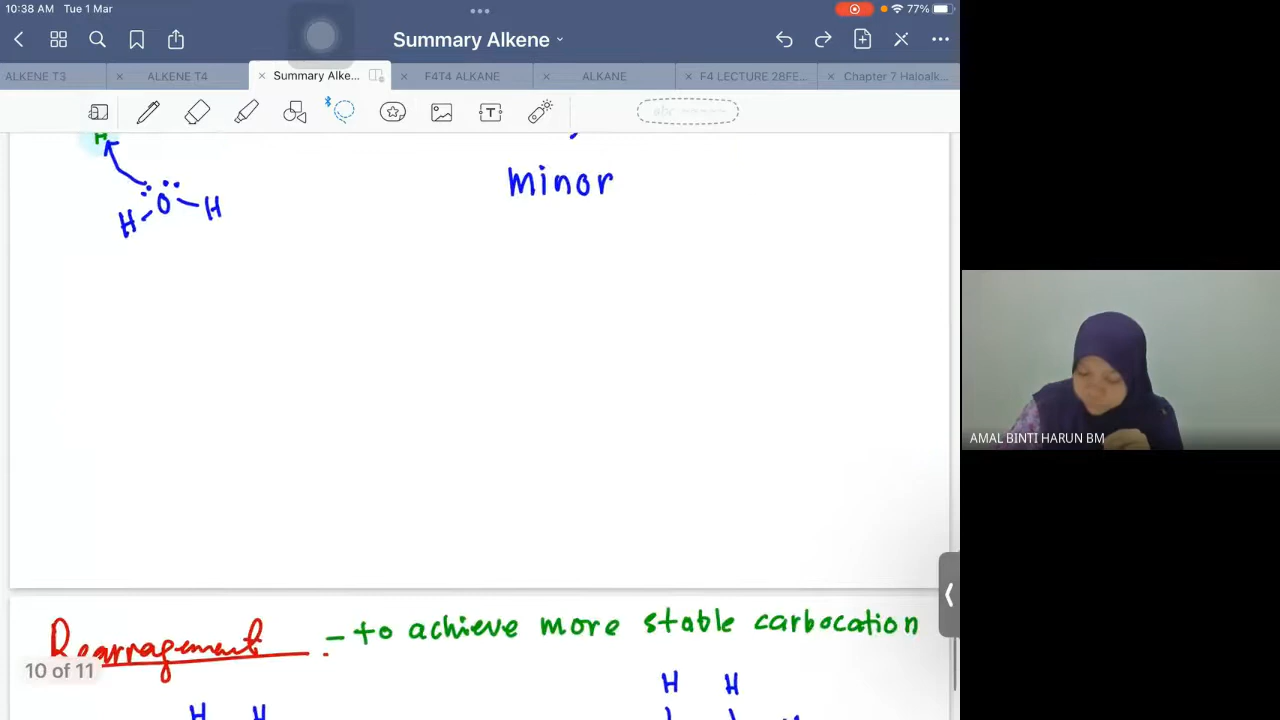 10:38 AM Tue 1 Mar
77%
Summary Alkene
ALKENE T3
ALKENE T4
Summary Alke...
F4T4 ALKANE
ALKANE
F4 LECTURE 28FE...
Chapter 7 Haloalk...
H
H O H
minor
AMAL BINTI HARUN BM
Rearragement - to achieve more stable carbocation
10 of 11
H H
H H